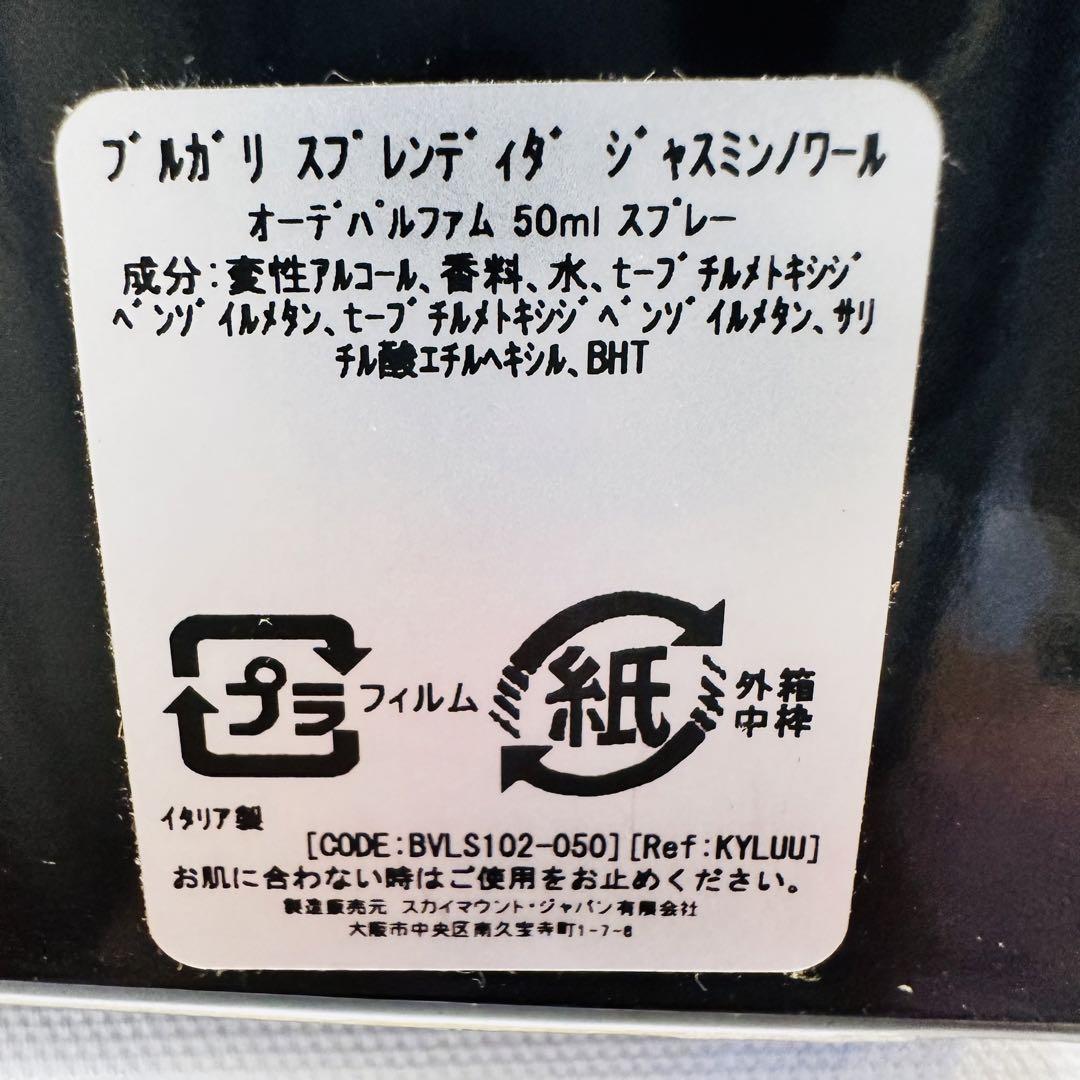 ﾌﾞﾙｶﾞﾘ ｽﾌﾟﾚﾝﾃﾞｨﾀﾞ ｼﾞｬｽﾐﾝﾉﾜｰﾙ
ｵｰﾃﾞﾊﾟﾙﾌｧﾑ 50ml ｽﾌﾟﾚｰ
成分:変性ｱﾙｺｰﾙ、香料、水、ｾｰﾌﾞﾁﾙﾒﾄｷｼｼﾞ
ﾍﾞﾝｿﾞｲﾙﾒﾀﾝ、ｾｰﾌﾞﾁﾙﾒﾄｷｼｼﾞﾍﾞﾝｿﾞｲﾙﾒﾀﾝ、ｻﾘ
ﾁﾙ酸ｴﾁﾙﾍｷｼﾙ、BHT
プラ フィルム 紙 外箱
中枠
ｲﾀﾘｱ製
[CODE:BVLS102-050][Ref:KYLUU]
お肌に合わない時はご使用をお止めください。
製造販売元 スカイマウント・ジャパン有限会社
大阪市中央区南久宝寺町1-7-8